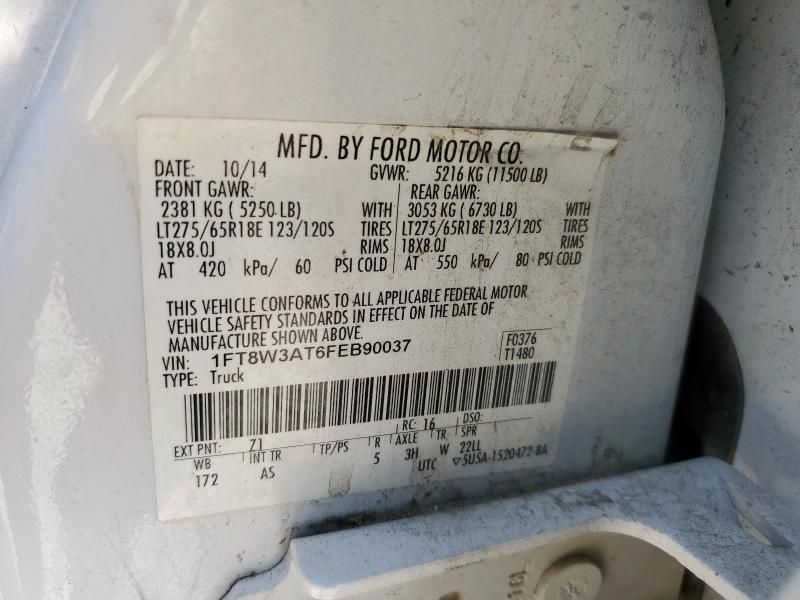 MFD. BY FORD MOTOR CO.
DATE: 10/14 GVWR: 5216 KG (11500 LB)
FRONT GAWR: REAR GAWR:
2381 KG ( 5250 LB) WITH 3053 KG ( 6730 LB) WITH
LT275/65R18E 123/120S TIRES LT275/65R18E 123/120S TIRES
18X8.0J RIMS 18X8.0J RIMS
AT 420 kPa/ 60 PSI COLD AT 550 kPa/ 80 PSI COLD
THIS VEHICLE CONFORMS TO ALL APPLICABLE FEDERAL MOTOR
VEHICLE SAFETY STANDARDS IN EFFECT ON THE DATE OF
MANUFACTURE SHOWN ABOVE.
VIN: 1FT8W3AT6FEB90037 F0376
TYPE: Truck T1480
RC: 16 DSO:
EXT PNT: Z1
WB INT TR TP/PS R AXLE TR SPR
172 AS 5 3H W 22LL
UTC ▽5U5A-1520472-BA